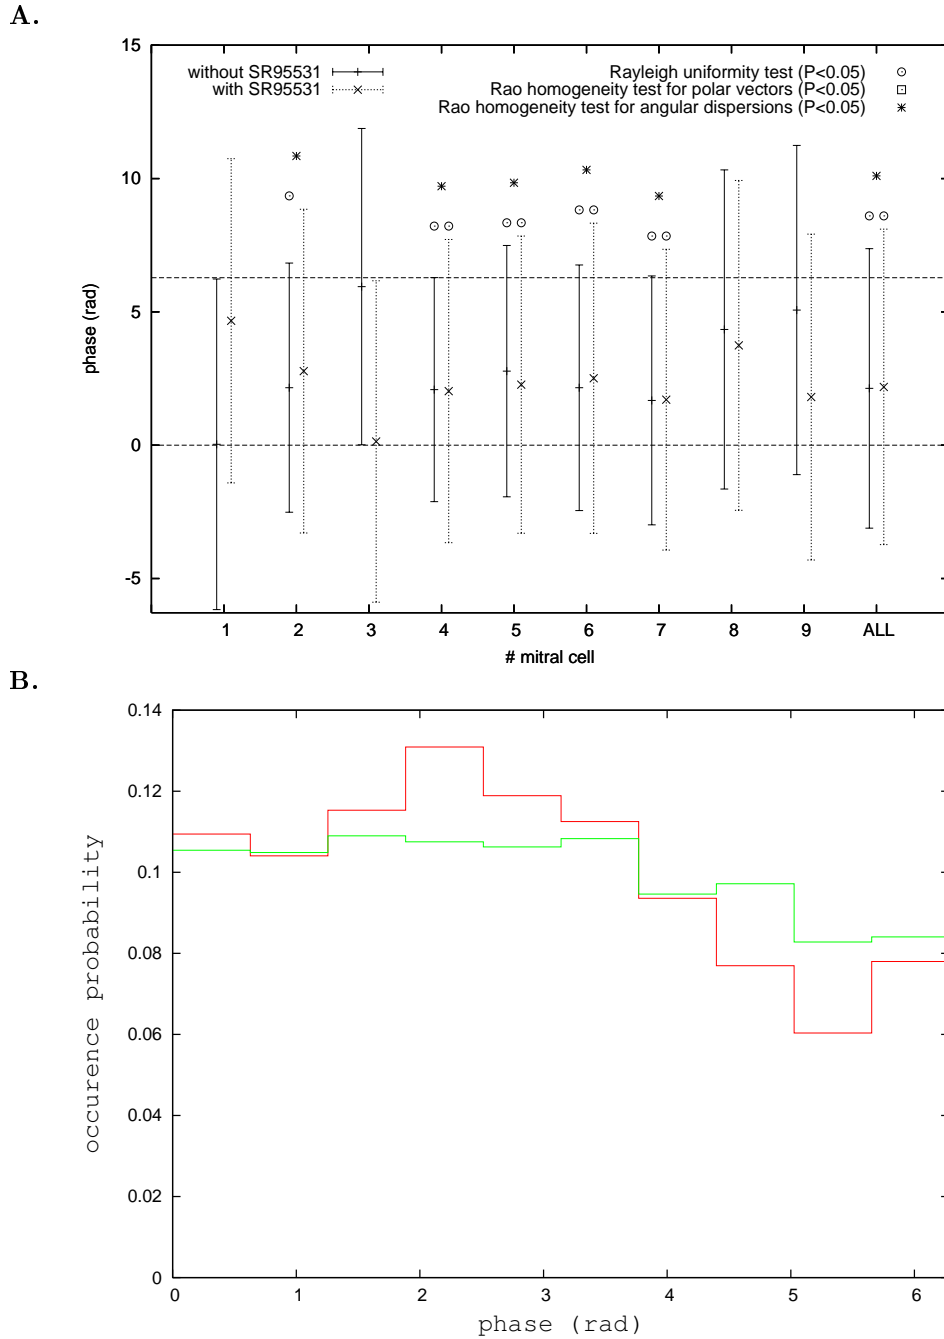 A.
15
10
5
0
-5
phase (rad)
without SR95531
with SR95531
Rayleigh uniformity test (P<0.05)
Rao homogeneity test for polar vectors (P<0.05)
Rao homogeneity test for angular dispersions (P<0.05)
1 2 3 4 5 6 7 8 9 ALL
# mitral cell
B.
0.14
0.12
0.1
0.08
0.06
0.04
0.02
0
occurence probability
0 1 2 3 4 5 6
phase (rad)